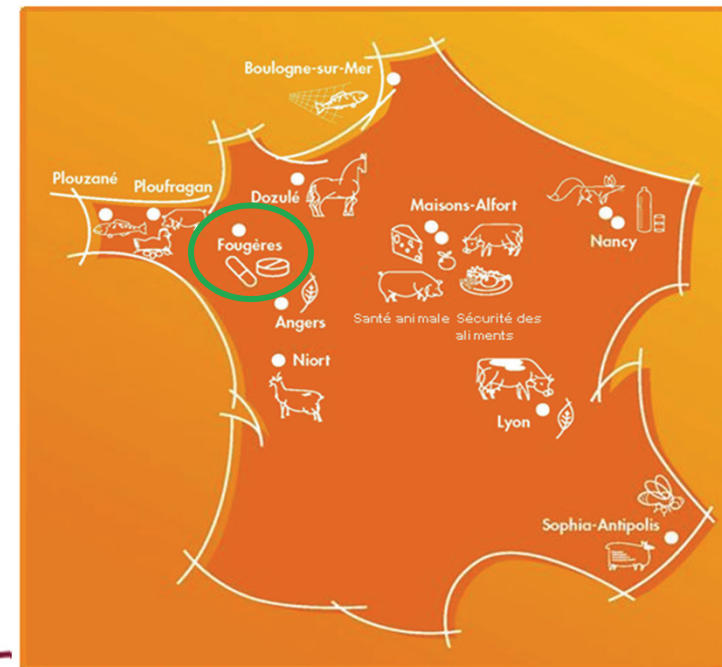 Boulogne-sur-Mer
Plouzané
Ploufragan
Dozulé
Maisons-Alfort
Fougères
Nancy
Angers
Santé animale
Sécurité des
aliments
Niort
Lyon
Sophia-Antipolis